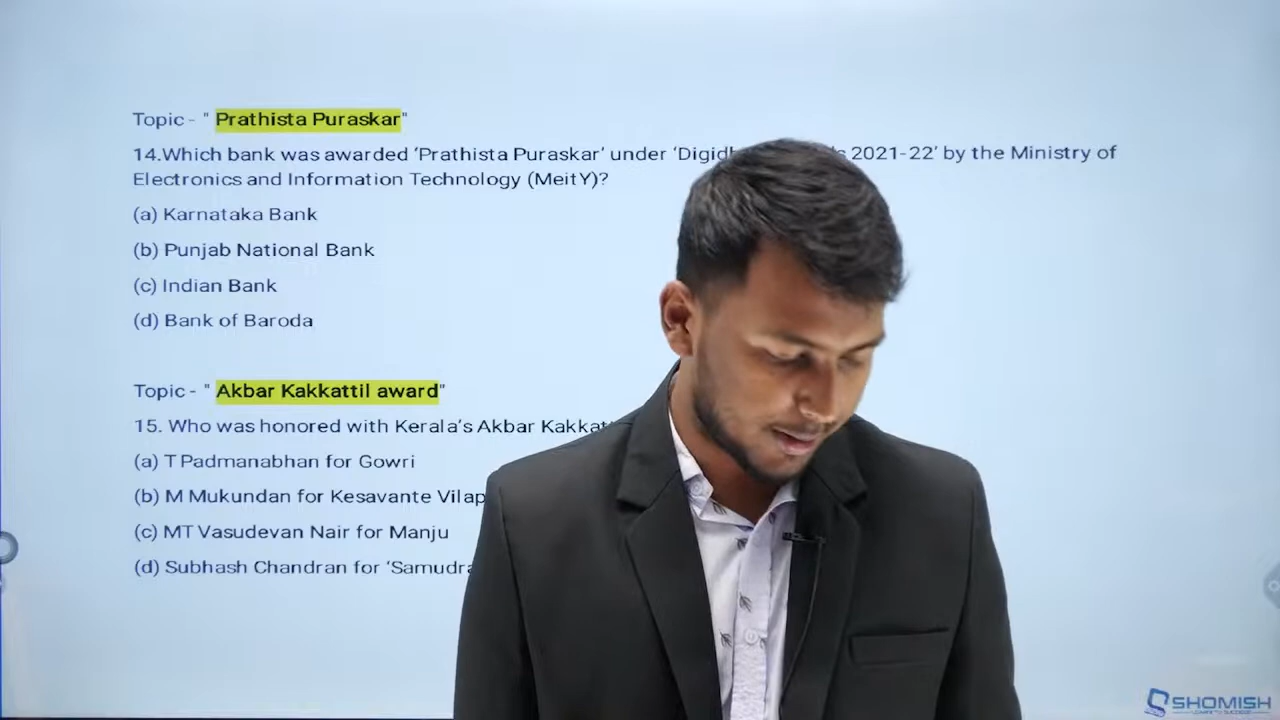 Topic - " Prathista Puraskar"
14.Which bank was awarded ‘Prathista Puraskar’ under ‘Digidh s 2021-22’ by the Ministry of
Electronics and Information Technology (MeitY)?
(a) Karnataka Bank
(b) Punjab National Bank
(c) Indian Bank
(d) Bank of Baroda
Topic - " Akbar Kakkattil award"
15. Who was honored with Kerala’s Akbar Kakkat
(a) T Padmanabhan for Gowri
(b) M Mukundan for Kesavante Vilap
(c) MT Vasudevan Nair for Manju
(d) Subhash Chandran for ‘Samudra
SHOMISH